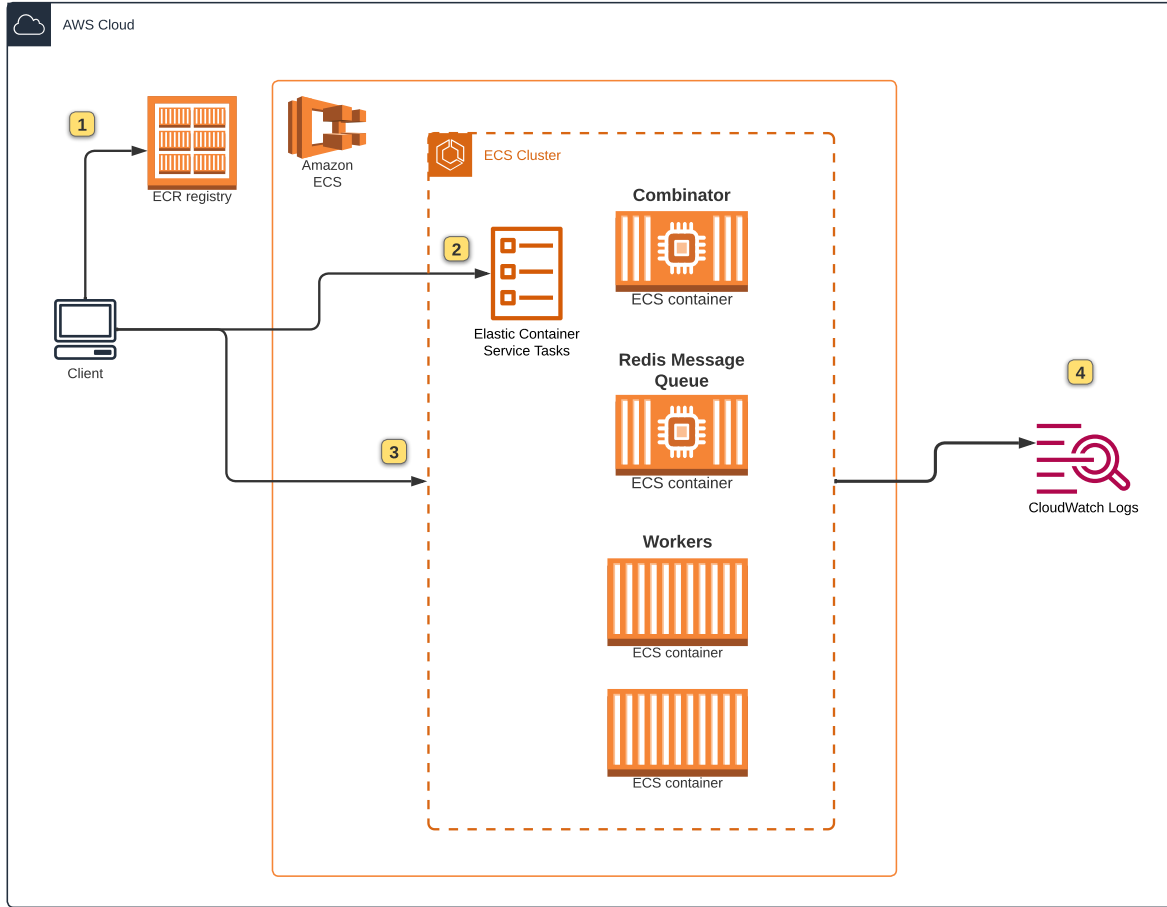 AWS Cloud
1
ECR registry
Amazon
ECS
ECS Cluster
Combinator
ECS container
2
Elastic Container
Service Tasks
Client
Redis Message
Queue
ECS container
3
4
CloudWatch Logs
Workers
ECS container
ECS container